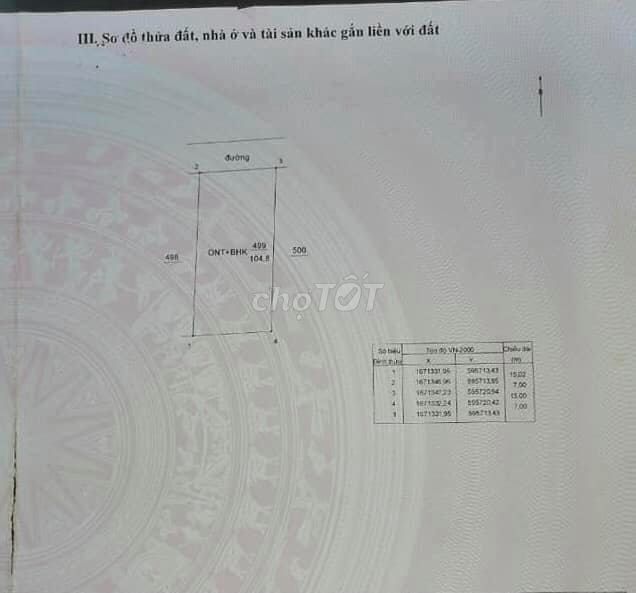 III. Sơ đồ thửa đất, nhà ở và tài sản khác gắn liền với đất
đường
2
3
499
498
ONT+BHK
500
104,8
chợTỐT
1
4
Số hiệu
Tọa độ VN-2000
Chiều dài
Đỉnh thửa
X
Y
(m)
1
1671331,95
595713,43
15,02
2
1671346,96
595713,95
7,00
3
1671347,23
595720,94
15,00
4
1671332,24
595720,42
7,00
1
1671331,95
595713,43